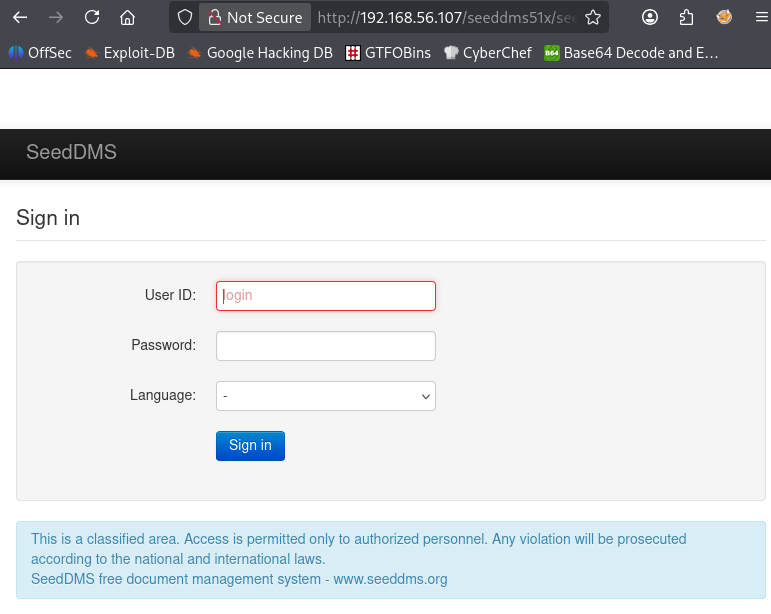 Not Secure http://192.168.56.107/seeddms51x/see
OffSec Exploit-DB Google Hacking DB GTFOBins CyberChef B64 Base64 Decode and E...
SeedDMS
Sign in
User ID: login
Password:
Language: -
Sign in
This is a classified area. Access is permitted only to authorized personnel. Any violation will be prosecuted
according to the national and international laws.
SeedDMS free document management system - www.seeddms.org